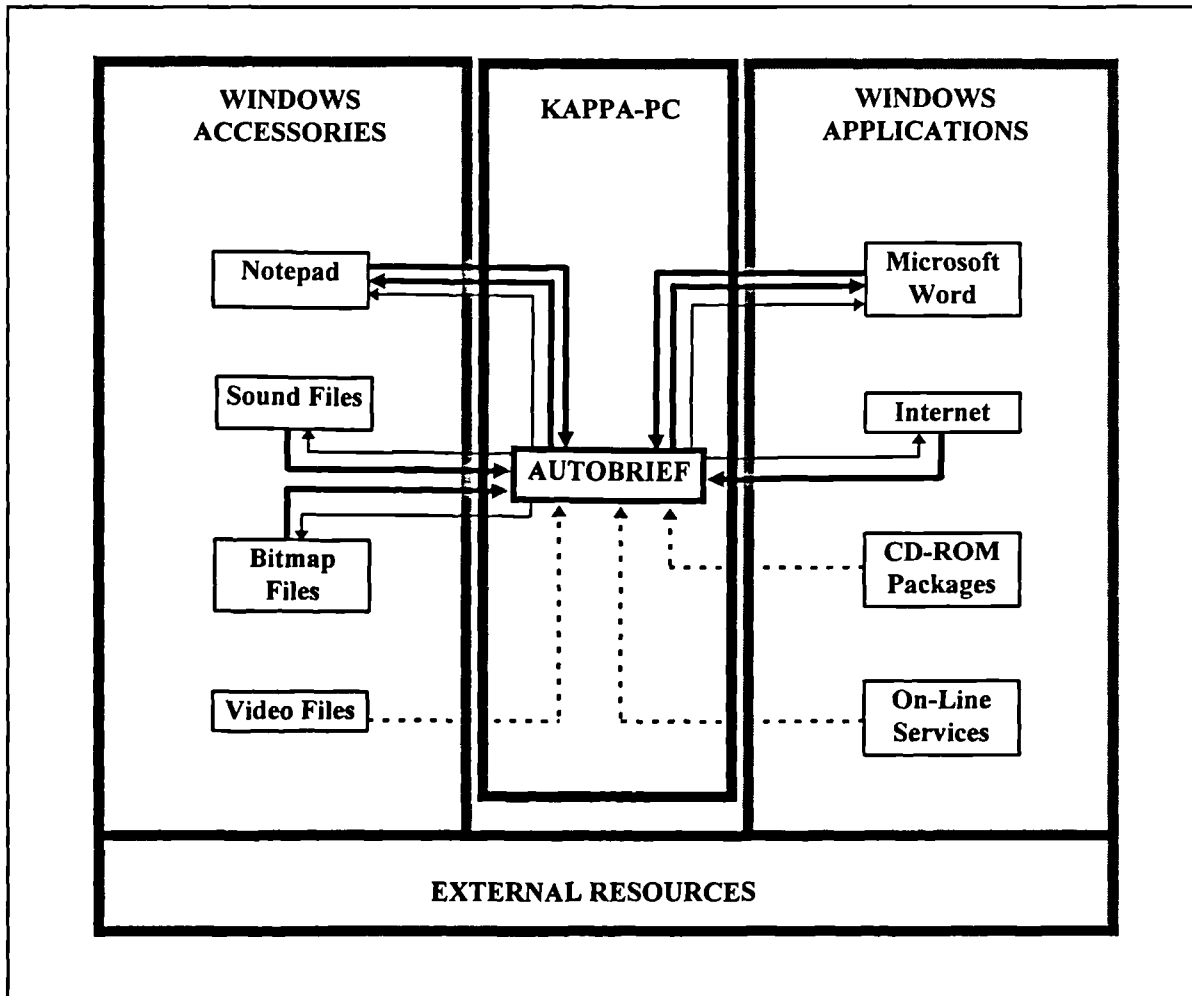 WINDOWS
ACCESSORIES
KAPPA-PC
WINDOWS
APPLICATIONS
Notepad
Microsoft
Word
Sound Files
Internet
AUTOBRIEF
Bitmap
Files
CD-ROM
Packages
Video Files
On-Line
Services
EXTERNAL RESOURCES